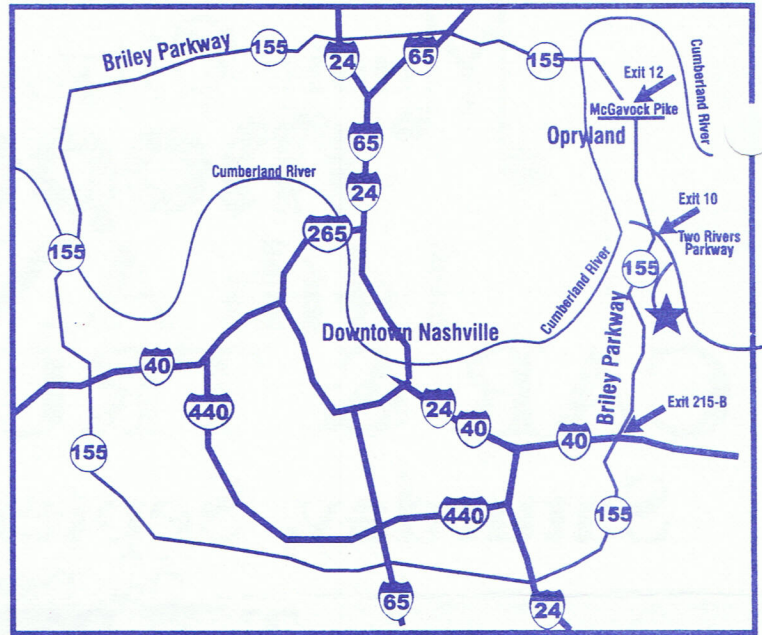 Briley Parkway
155
24
65
155
Exit 12
McGavock Pike
Cumberland River
Opryland
65
Cumberland River
24
265
Exit 10
Two Rivers
Parkway
155
155
Cumberland River
Downtown Nashville
Briley Parkway
40
440
24
40
40
Exit 215-B
155
440
155
65
24